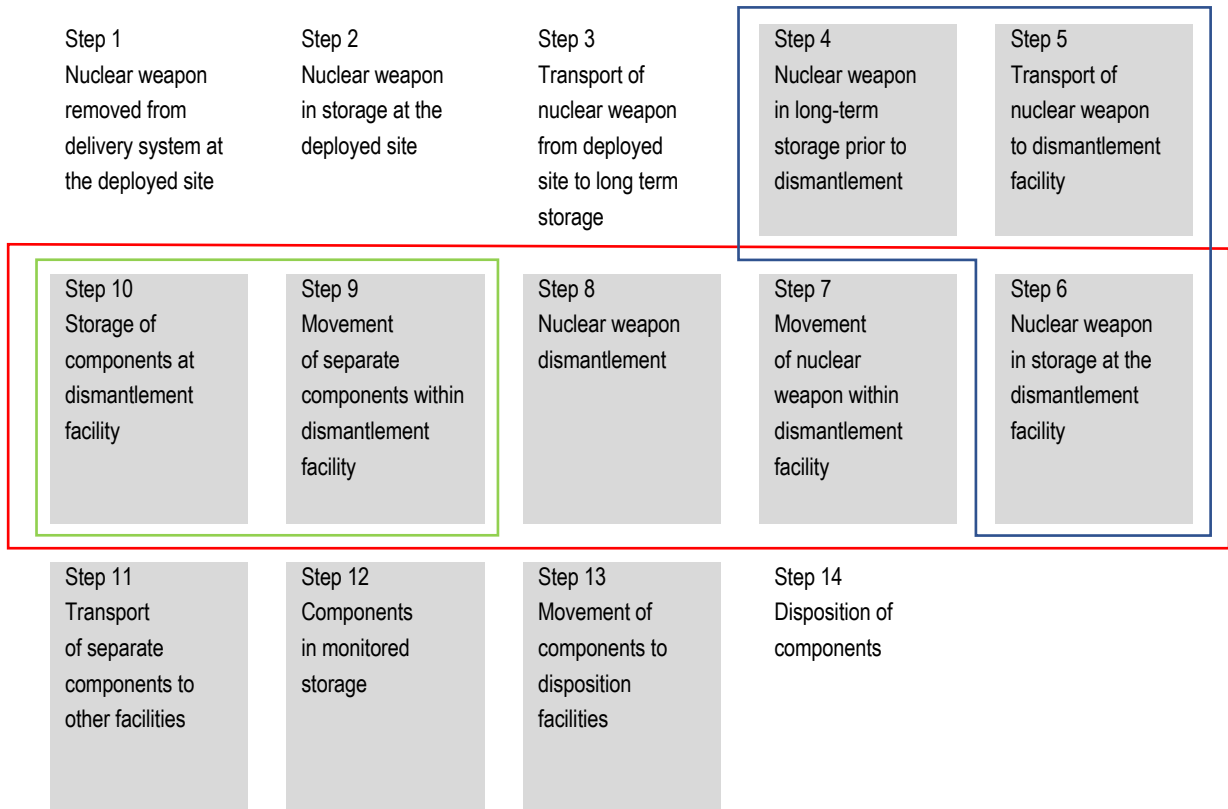 Step 1
Nuclear weapon
removed from
delivery system at
the deployed site
Step 2
Nuclear weapon
in storage at the
deployed site
Step 3
Transport of
nuclear weapon
from deployed
site to long term
storage
Step 4
Nuclear weapon
in long-term
storage prior to
dismantlement
Step 5
Transport of
nuclear weapon
to dismantlement
facility
Step 10
Storage of
components at
dismantlement
facility
Step 9
Movement
of separate
components within
dismantlement
facility
Step 8
Nuclear weapon
dismantlement
Step 7
Movement
of nuclear
weapon within
dismantlement
facility
Step 6
Nuclear weapon
in storage at the
dismantlement
facility
Step 11
Transport
of separate
components to
other facilities
Step 12
Components
in monitored
storage
Step 13
Movement of
components to
disposition
facilities
Step 14
Disposition of
components